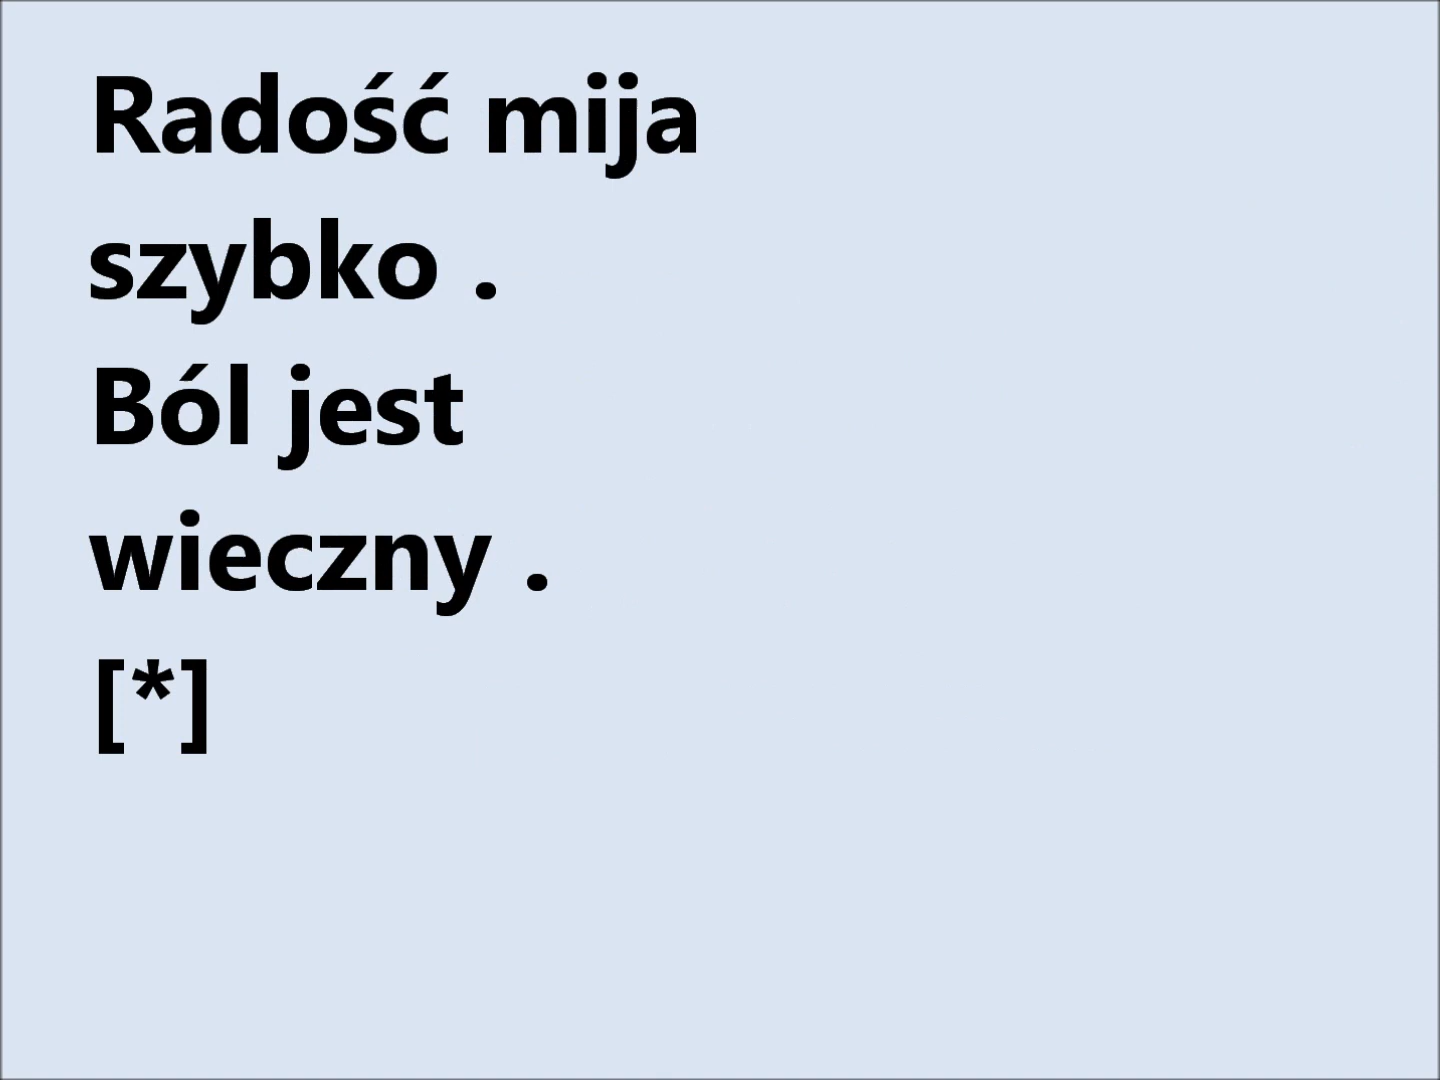 Radość mija
szybko .
Ból jest
wieczny .
[*]